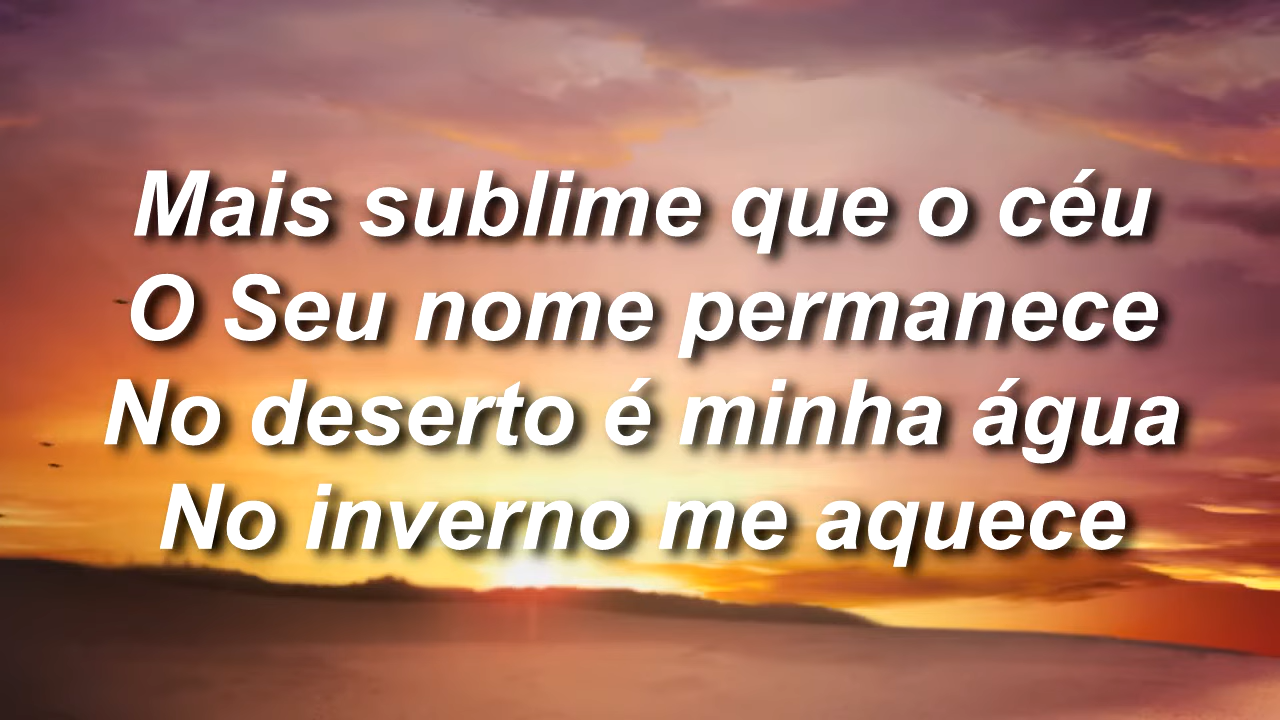 Mais sublime que o céu
O Seu nome permanece
No deserto é minha água
No inverno me aquece